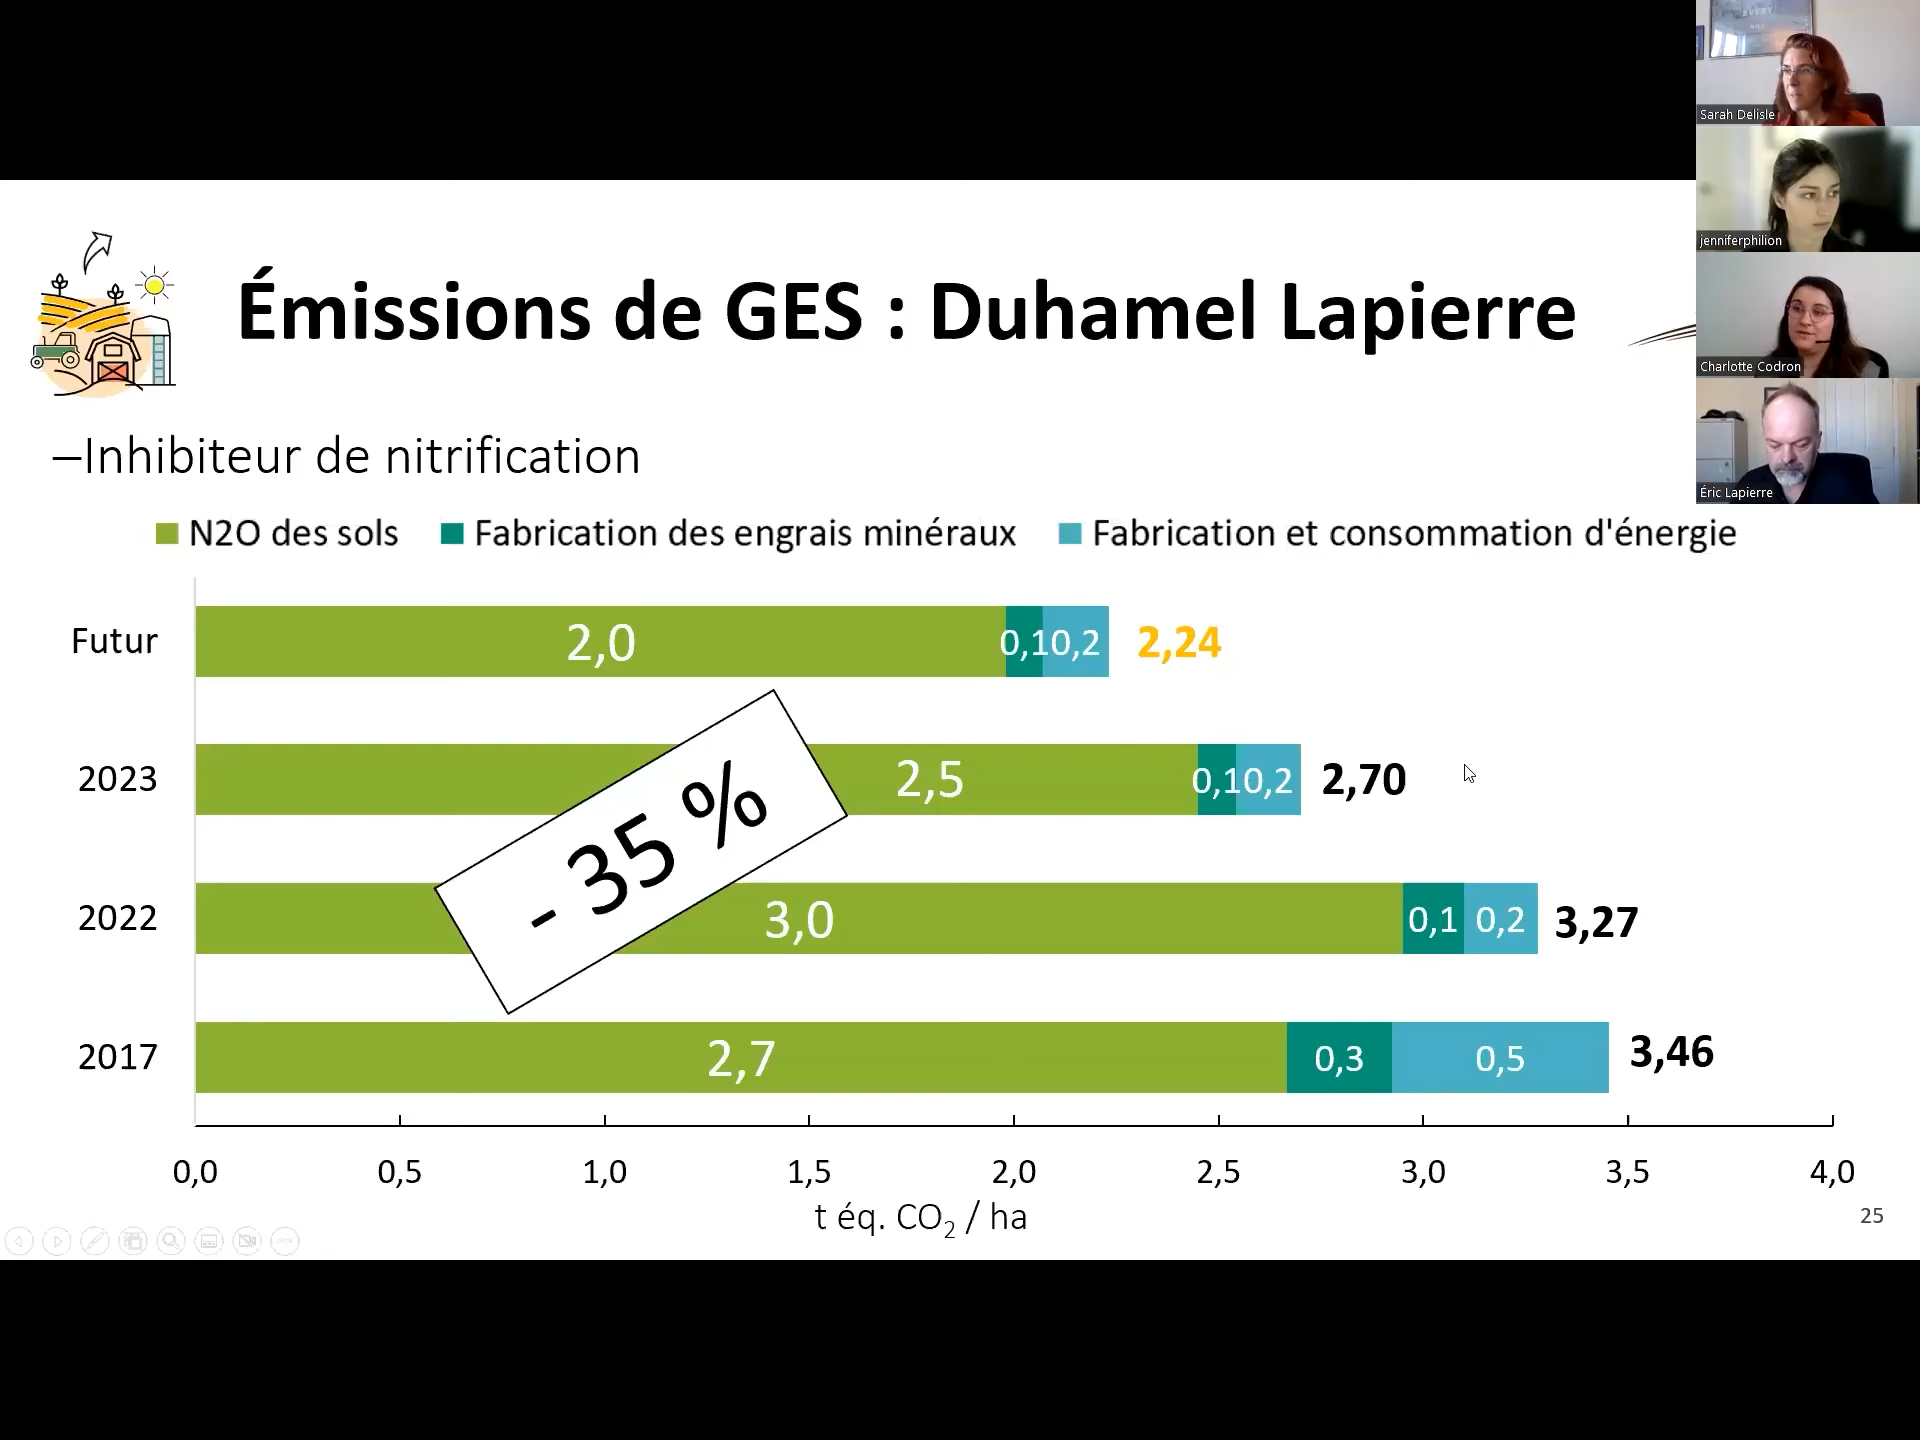 Sarah Delisle
jenniferphilion
Charlotte Codron
Éric Lapierre
Émissions de GES : Duhamel Lapierre
–Inhibiteur de nitrification
N2O des sols Fabrication des engrais minéraux Fabrication et consommation d'énergie
Futur 2,0 0,1 0,2 2,24
2023 2,5 0,1 0,2 2,70
- 35 %
2022 3,0 0,1 0,2 3,27
2017 2,7 0,3 0,5 3,46
0,0 0,5 1,0 1,5 2,0 2,5 3,0 3,5 4,0
t éq. CO₂ / ha
25